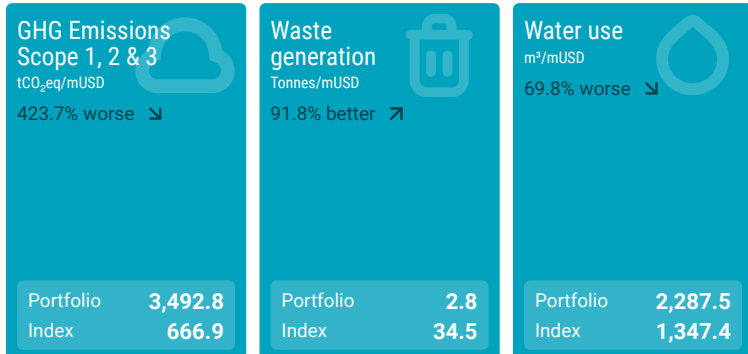 GHG Emissions
Scope 1, 2 & 3
tCO₂eq/mUSD
423.7% worse
Portfolio 3,492.8
Index 666.9
Waste
generation
Tonnes/mUSD
91.8% better
Portfolio 2.8
Index 34.5
Water use
m³/mUSD
69.8% worse
Portfolio 2,287.5
Index 1,347.4